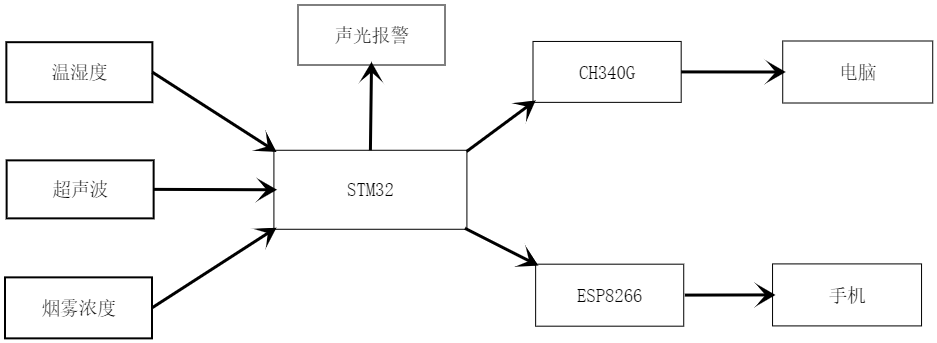 声光报警
温湿度
CH340G
电脑
超声波
STM32
烟雾浓度
ESP8266
手机